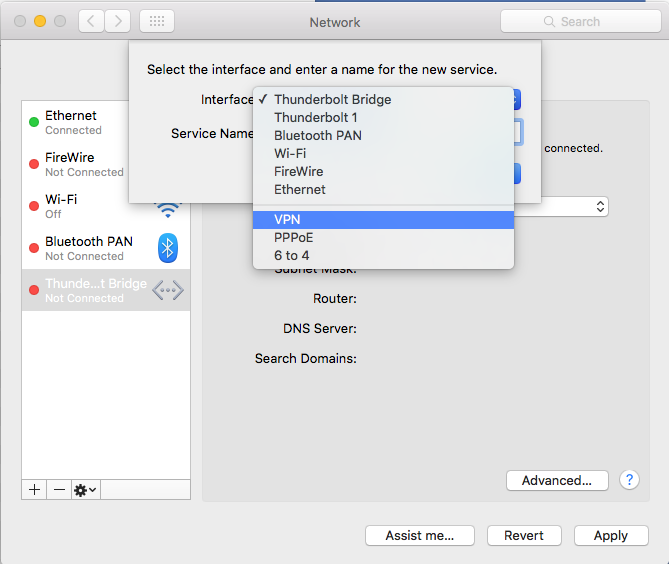 Network
Search
Select the interface and enter a name for the new service.
Interface
✓ Thunderbolt Bridge
Thunderbolt 1
Bluetooth PAN
Wi-Fi
FireWire
Ethernet
VPN
PPPoE
6 to 4
Service Name
Ethernet
Connected
FireWire
Not Connected
Wi-Fi
Off
Bluetooth PAN
Not Connected
Thunde...t Bridge
Not Connected
connected.
Subnet Mask:
Router:
DNS Server:
Search Domains:
Advanced...
?
Assist me...
Revert
Apply